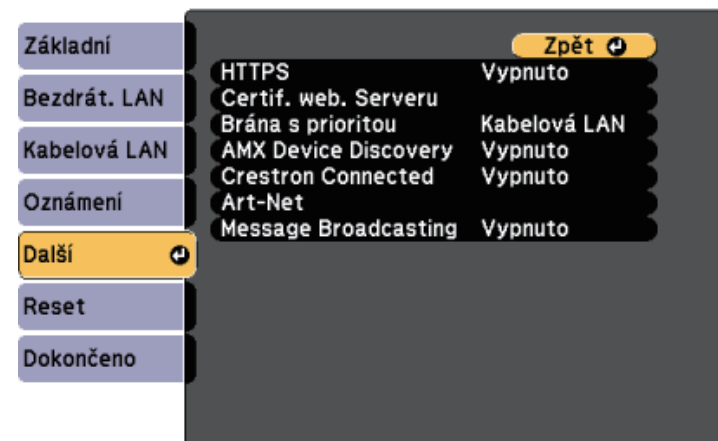 Základní
Bezdrát. LAN
Kabelová LAN
Oznámení
Další
Reset
Dokončeno
Zpět
HTTPS Vypnuto
Certif. web. Serveru
Brána s prioritou Kabelová LAN
AMX Device Discovery Vypnuto
Crestron Connected Vypnuto
Art-Net
Message Broadcasting Vypnuto